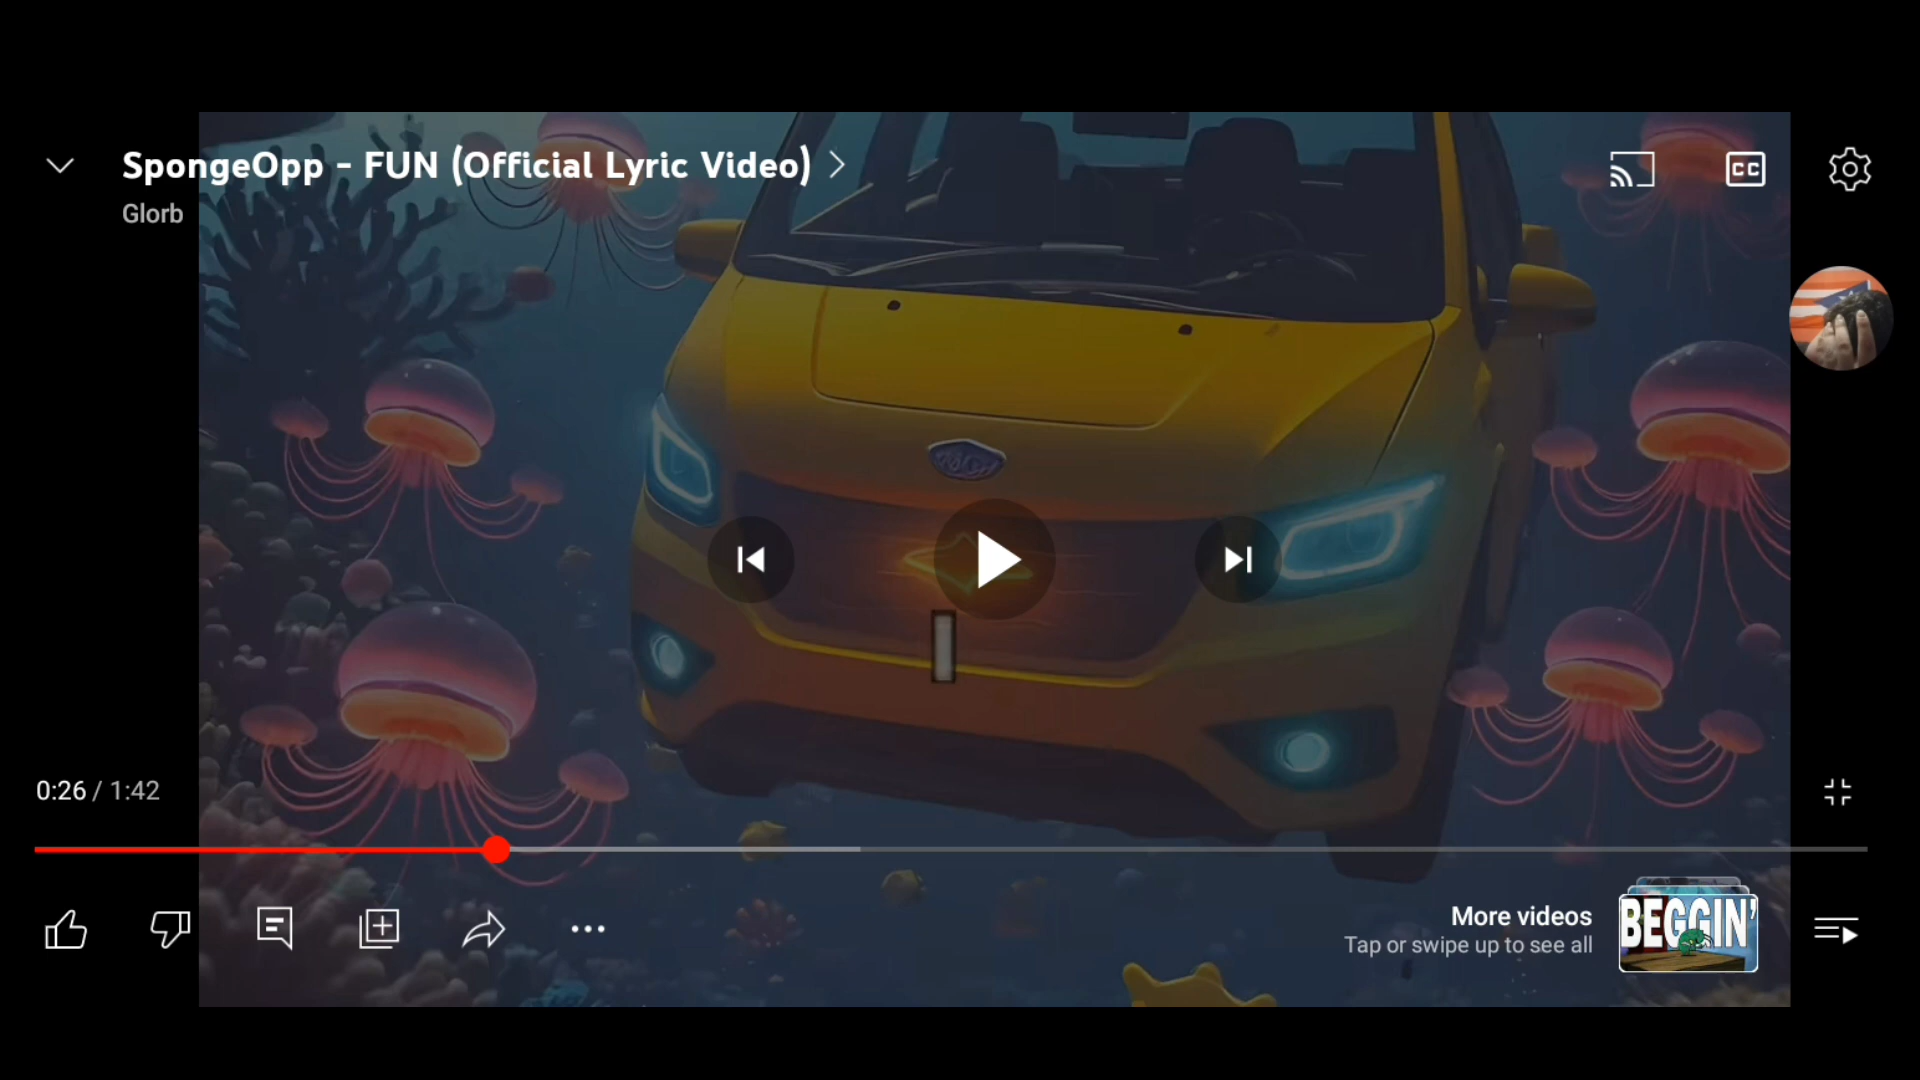 SpongeOpp - FUN (Official Lyric Video)
Glorb
CC
I
0:26 / 1:42
More videos
Tap or swipe up to see all
BEGGIN'